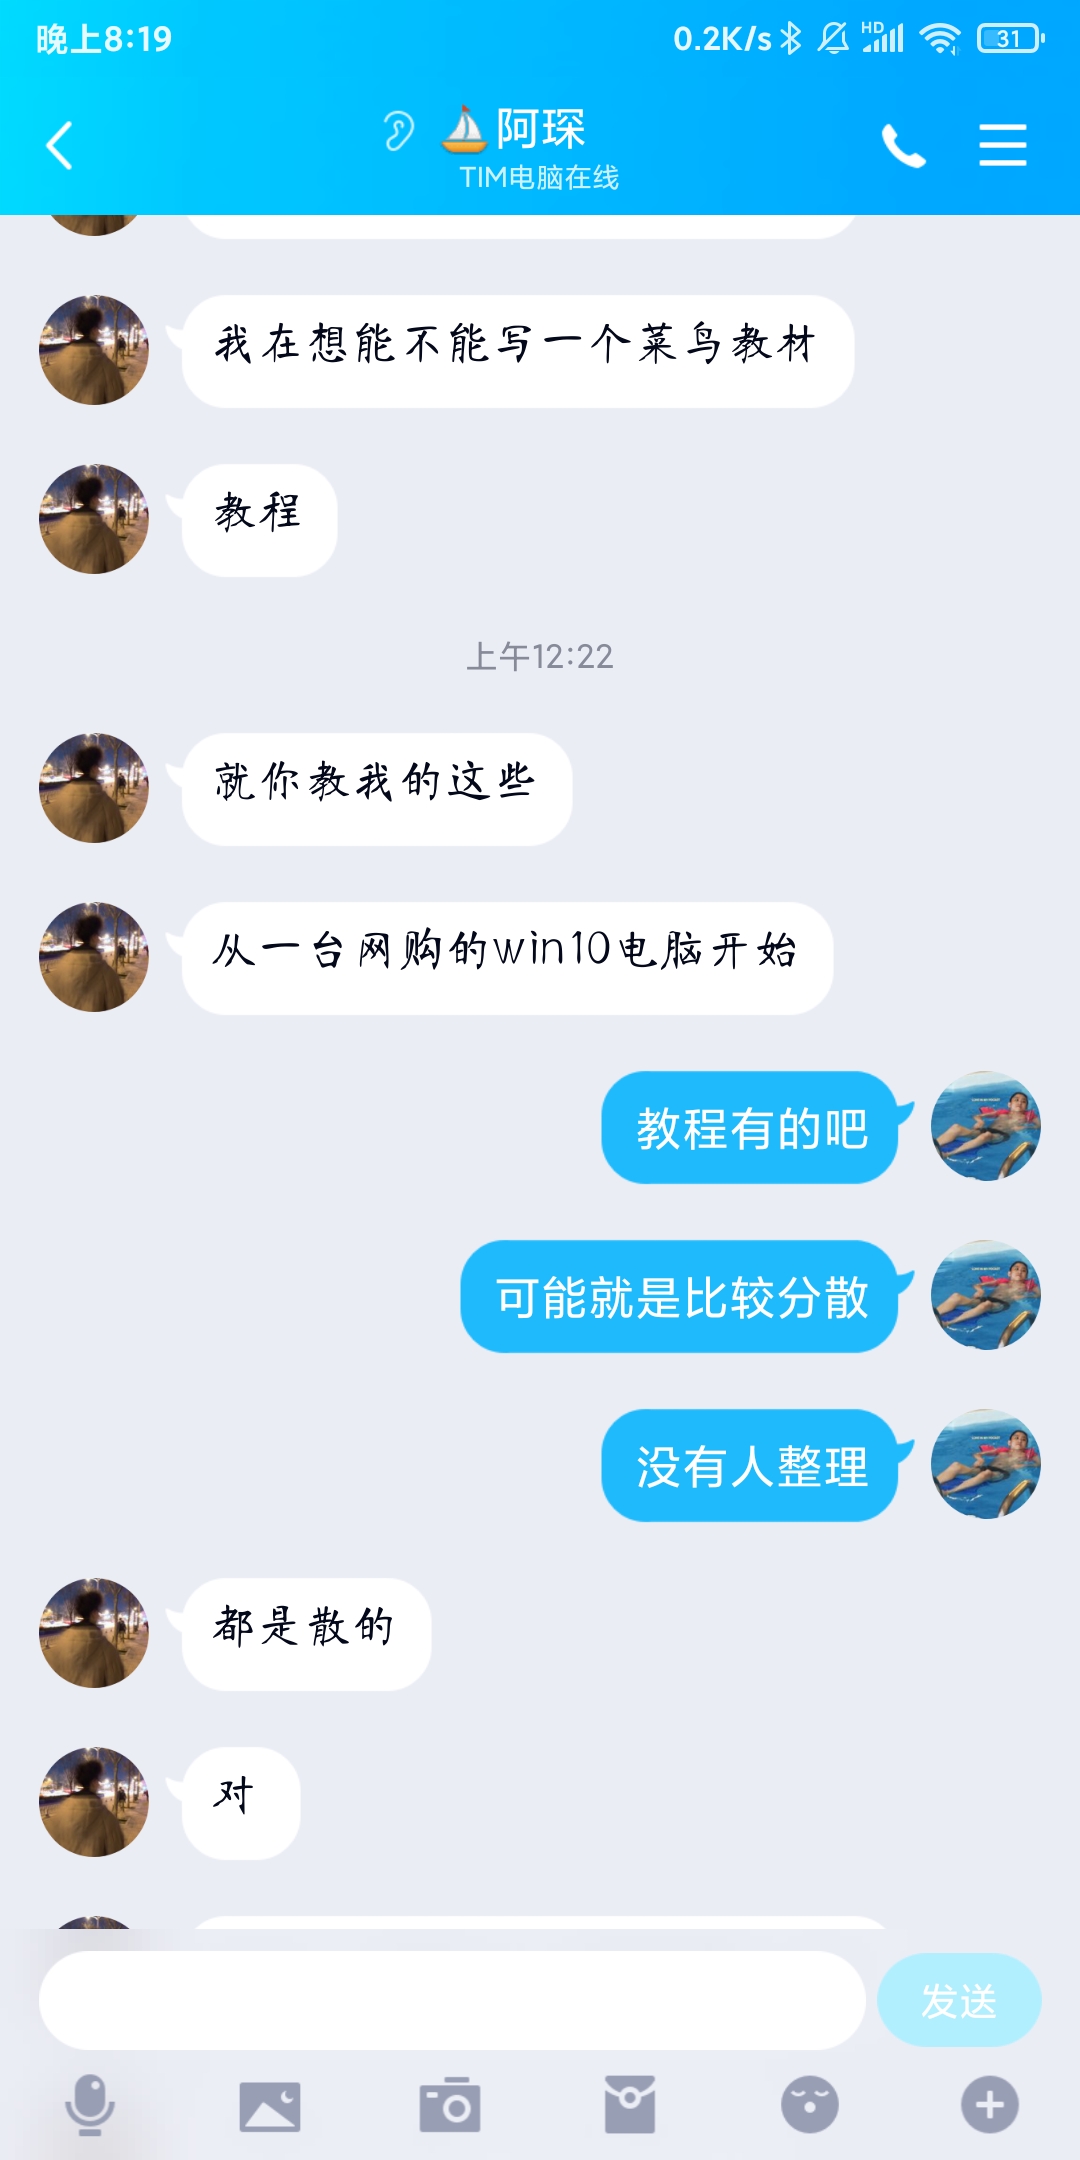 晚上8:19
0.2K/s
HD
31
阿琛
TIM电脑在线
我在想能不能写一个菜鸟教材
教程
上午12:22
就你教我的这些
从一台网购的win10电脑开始
教程有的吧
可能就是比较分散
没有人整理
都是散的
对
发送